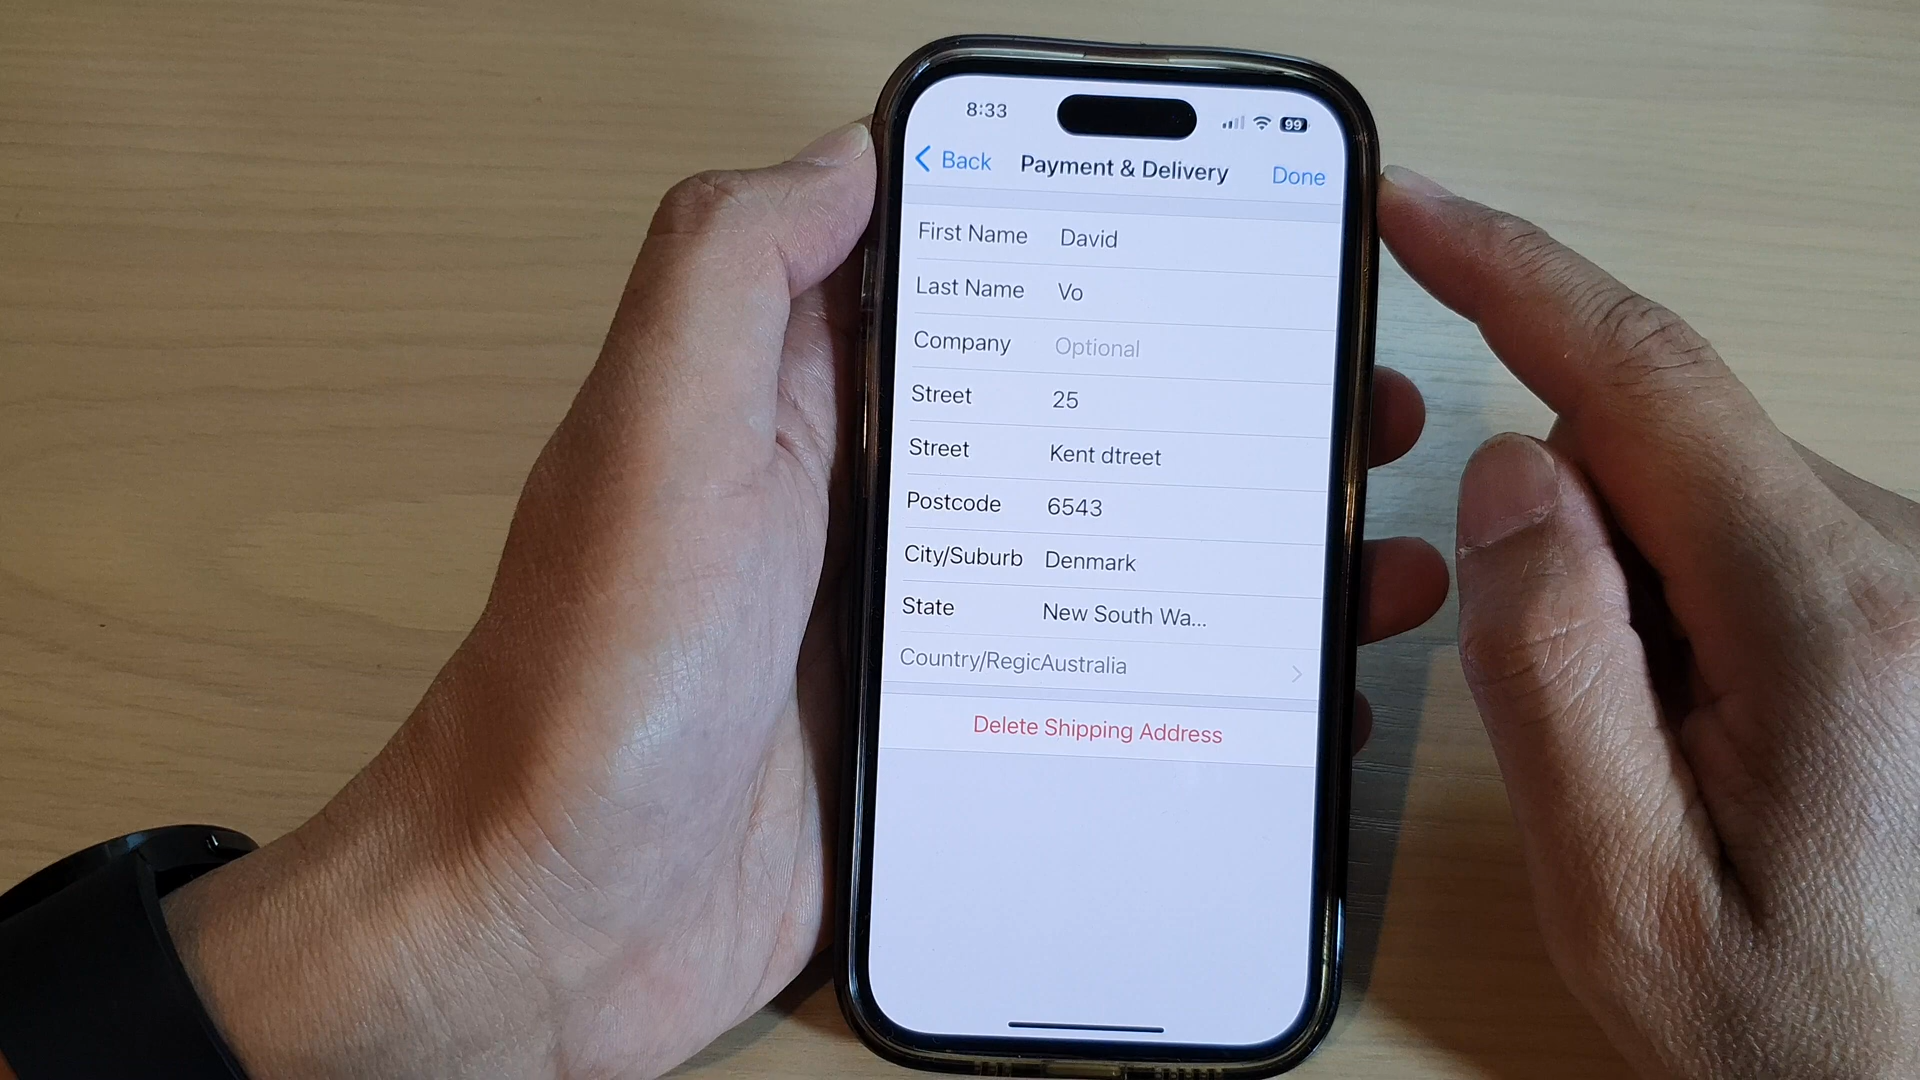 8:33 99
Back Payment & Delivery Done
First Name David
Last Name Vo
Company Optional
Street 25
Street Kent dtreet
Postcode 6543
City/Suburb Denmark
State New South Wa...
Country/RegicAustralia
Delete Shipping Address